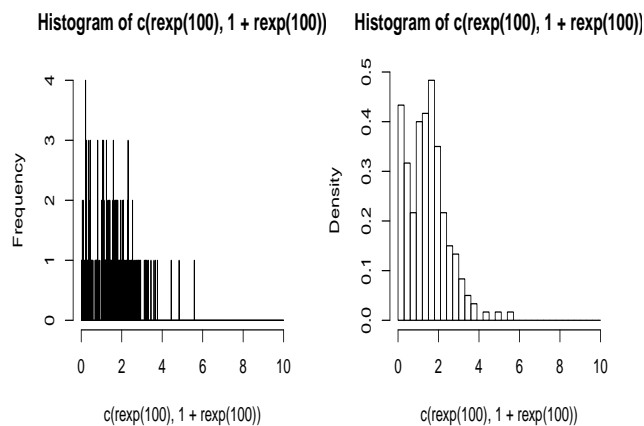 Histogram of c(rexp(100), 1 + rexp(100))
Frequency
4
3
2
1
0
0 2 4 6 8 10
c(rexp(100), 1 + rexp(100))
Histogram of c(rexp(100), 1 + rexp(100))
Density
0.5
0.4
0.3
0.2
0.1
0.0
0 2 4 6 8 10
c(rexp(100), 1 + rexp(100))